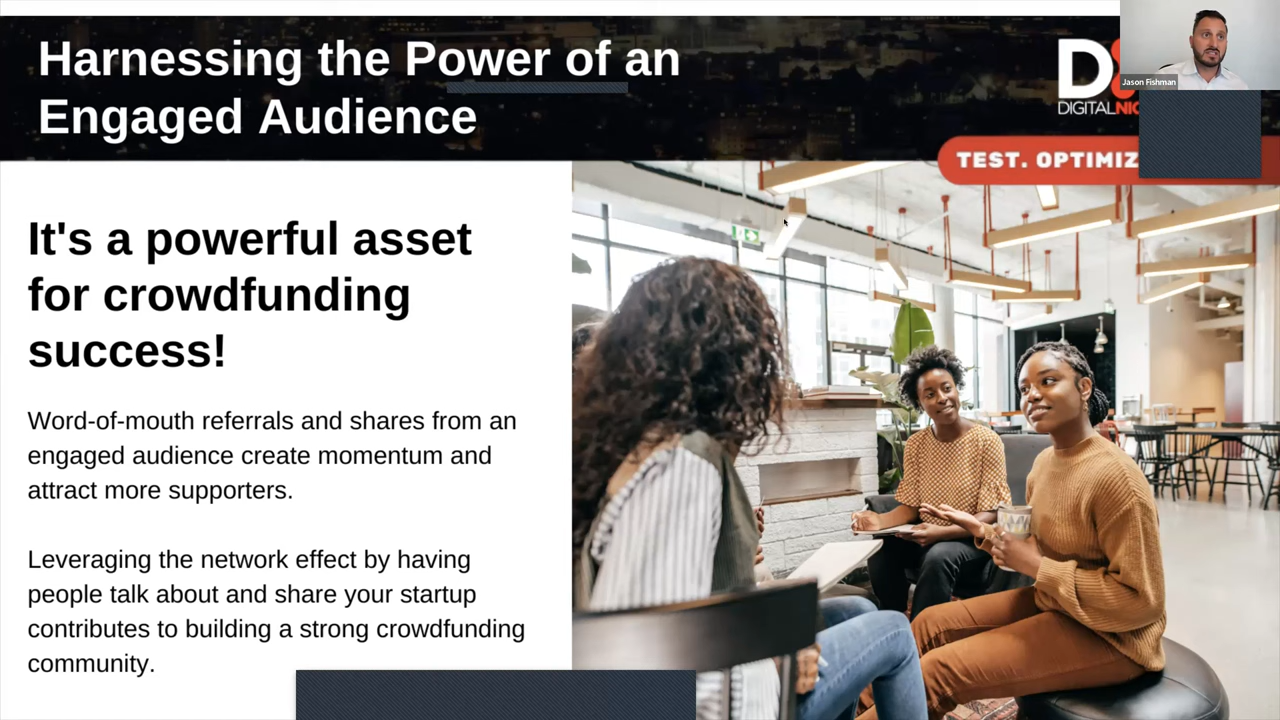 Harnessing the Power of an
Engaged Audience
D&
DIGITALNIC
Jason Fishman
TEST. OPTIMIZ
It's a powerful asset
for crowdfunding
success!
Word-of-mouth referrals and shares from an
engaged audience create momentum and
attract more supporters.
Leveraging the network effect by having
people talk about and share your startup
contributes to building a strong crowdfunding
community.